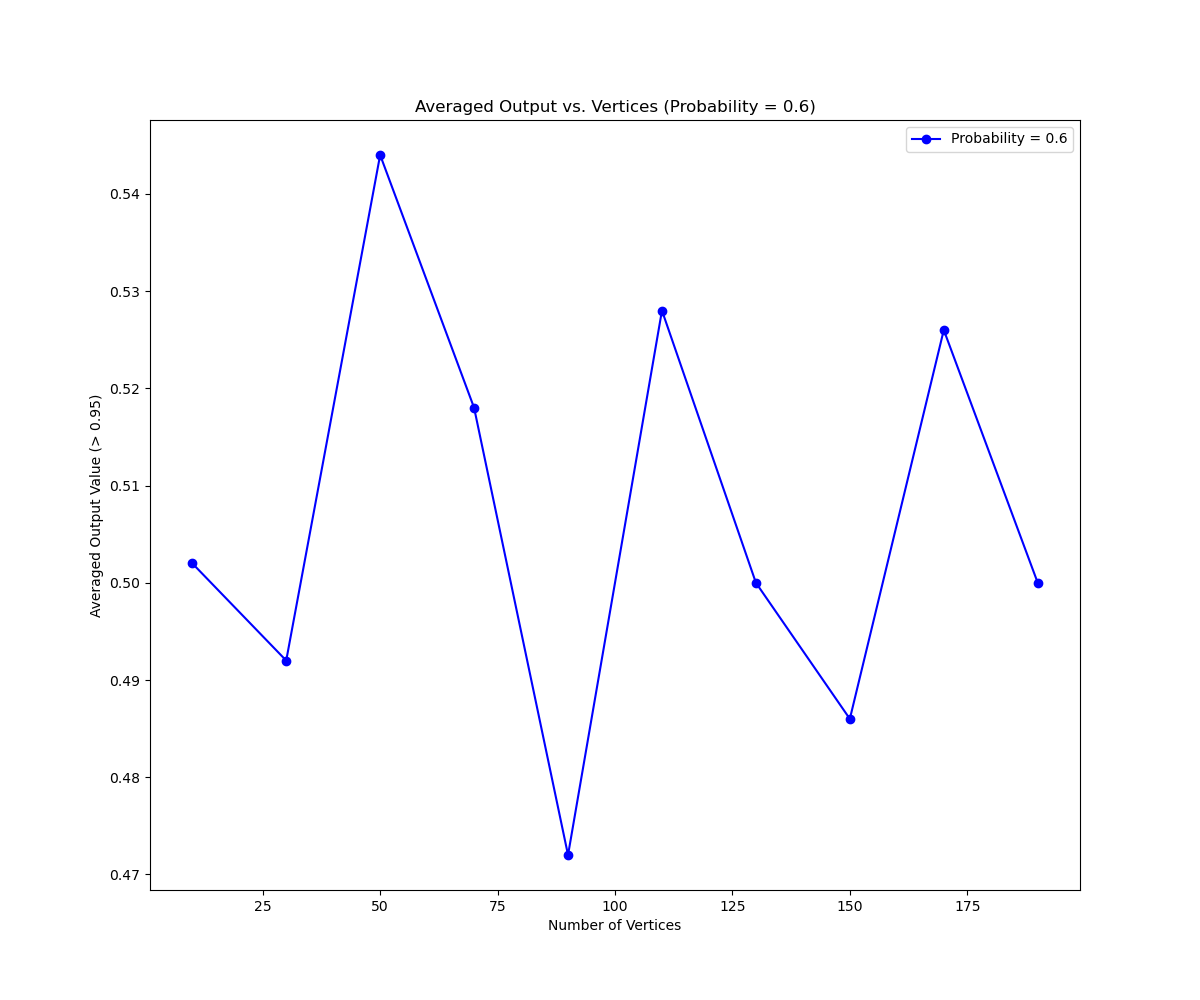 Averaged Output vs. Vertices (Probability = 0.6)
Probability = 0.6
Averaged Output Value (> 0.95)
0.54
0.53
0.52
0.51
0.50
0.49
0.48
0.47
25 50 75 100 125 150 175
Number of Vertices